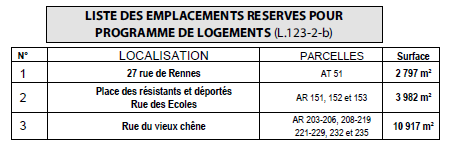 LISTE DES EMPLACEMENTS RESERVES POUR
PROGRAMME DE LOGEMENTS (L.123-2-b)
N° LOCALISATION PARCELLES Surface
1 27 rue de Rennes AT 51 2 797 m²
2 Place des résistants et déportés
Rue des Ecoles AR 151, 152 et 153 3 982 m²
3 Rue du vieux chêne AR 203-206, 208-219
221-229, 232 et 235 10 917 m²